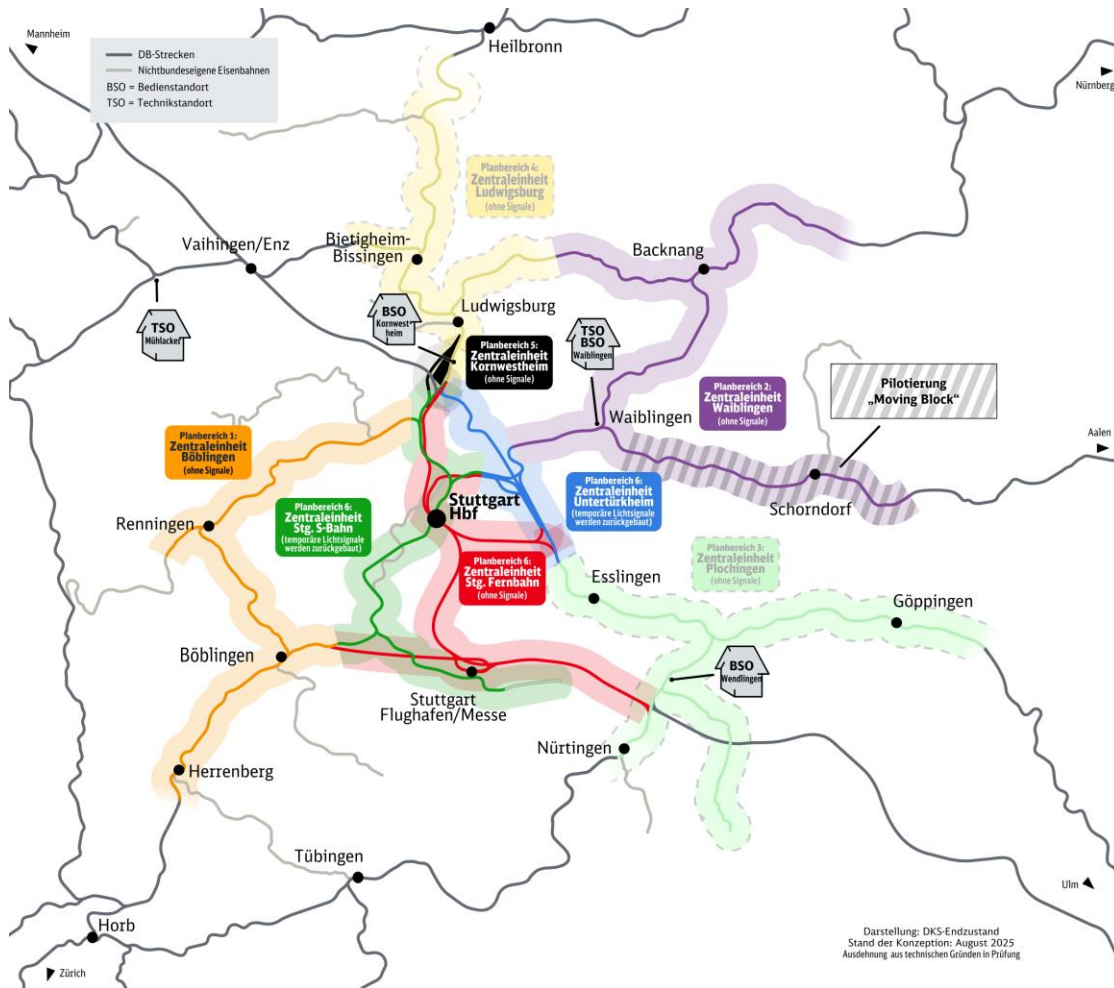 Mannheim
Heilbronn
Nürnberg
DB-Strecken
Nichtbundeseigene Eisenbahnen
BSO = Bedienstandort
TSO = Technikstandort
Planbereich 4:
Zentraleinheit
Ludwigsburg
(ohne Signale)
Vaihingen/Enz
Bietigheim-
Bissingen
Backnang
TSO
Mühlacker
BSO
Kornwest-
heim
Ludwigsburg
TSO
BSO
Waiblingen
Planbereich 5:
Zentraleinheit
Kornwestheim
(ohne Signale)
Planbereich 2:
Zentraleinheit
Waiblingen
(ohne Signale)
Pilotierung
„Moving Block“
Waiblingen
Aalen
Planbereich 1:
Zentraleinheit
Böblingen
(ohne Signale)
Schorndorf
Renningen
Planbereich 6:
Zentraleinheit
Stg. S-Bahn
(temporäre Lichtsignale
werden zurückgebaut)
Stuttgart
Hbf
Planbereich 6:
Zentraleinheit
Untertürkheim
(temporäre Lichtsignale
werden zurückgebaut)
Planbereich 6:
Zentraleinheit
Stg. Fernbahn
(ohne Signale)
Planbereich 3:
Zentraleinheit
Plochingen
(ohne Signale)
Esslingen
Göppingen
Böblingen
BSO
Wendlingen
Stuttgart
Flughafen/Messe
Nürtingen
Herrenberg
Tübingen
Ulm
Horb
Zürich
Darstellung: DKS-Endzustand
Stand der Konzeption: August 2025
Ausdehnung aus technischen Gründen in Prüfung